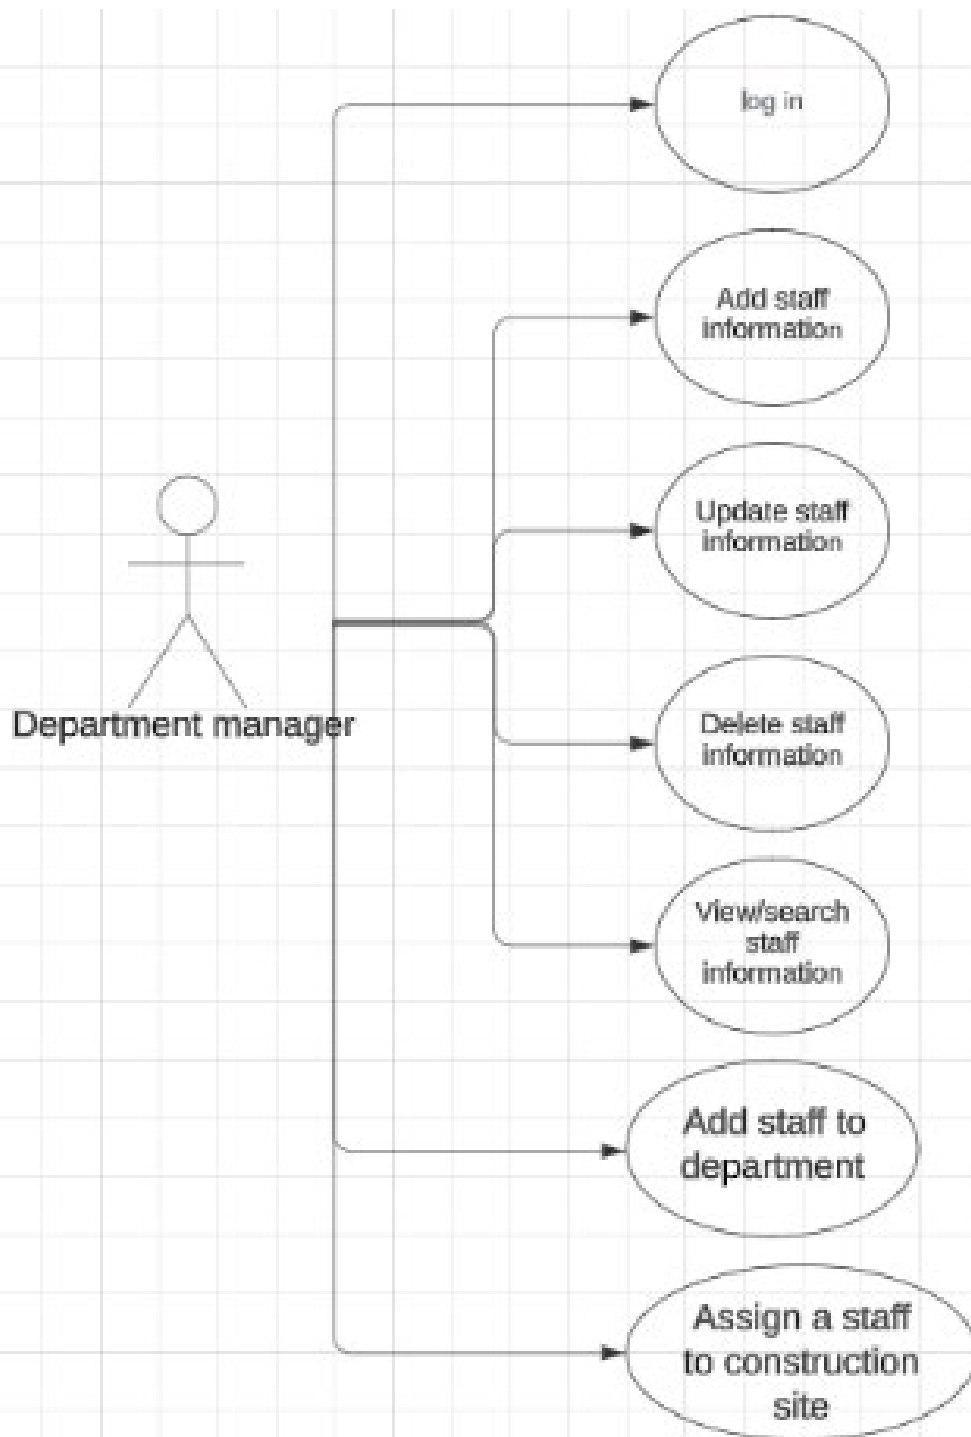 log in
Add staff
information
Update staff
information
Department manager
Delete staff
information
View/search
staff
information
Add staff to
department
Assign a staff
to construction
site